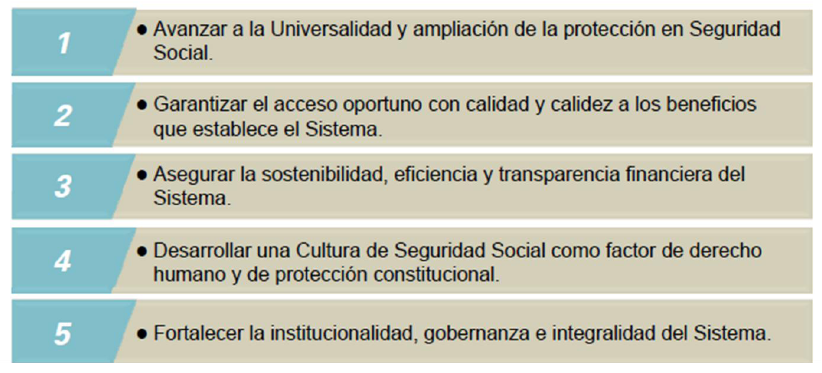 1
● Avanzar a la Universalidad y ampliación de la protección en Seguridad
Social.
2
● Garantizar el acceso oportuno con calidad y calidez a los beneficios
que establece el Sistema.
3
● Asegurar la sostenibilidad, eficiencia y transparencia financiera del
Sistema.
4
● Desarrollar una Cultura de Seguridad Social como factor de derecho
humano y de protección constitucional.
5
● Fortalecer la institucionalidad, gobernanza e integralidad del Sistema.